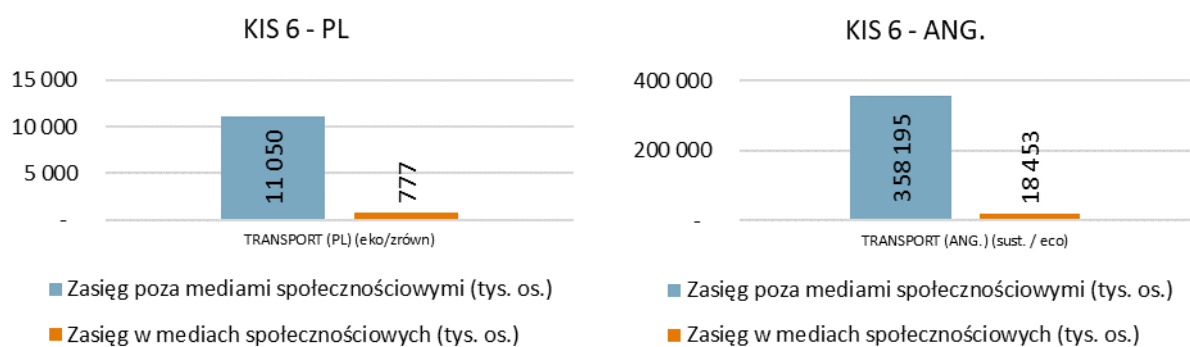 KIS 6 - PL
15 000
10 000
5 000
-
11 050
777
TRANSPORT (PL) (eko/zrówn)
Zasięg poza mediami społecznościowymi (tys. os.)
Zasięg w mediach społecznościowych (tys. os.)
KIS 6 - ANG.
400 000
200 000
-
358 195
18 453
TRANSPORT (ANG.) (sust. / eco)
Zasięg poza mediami społecznościowymi (tys. os.)
Zasięg w mediach społecznościowych (tys. os.)